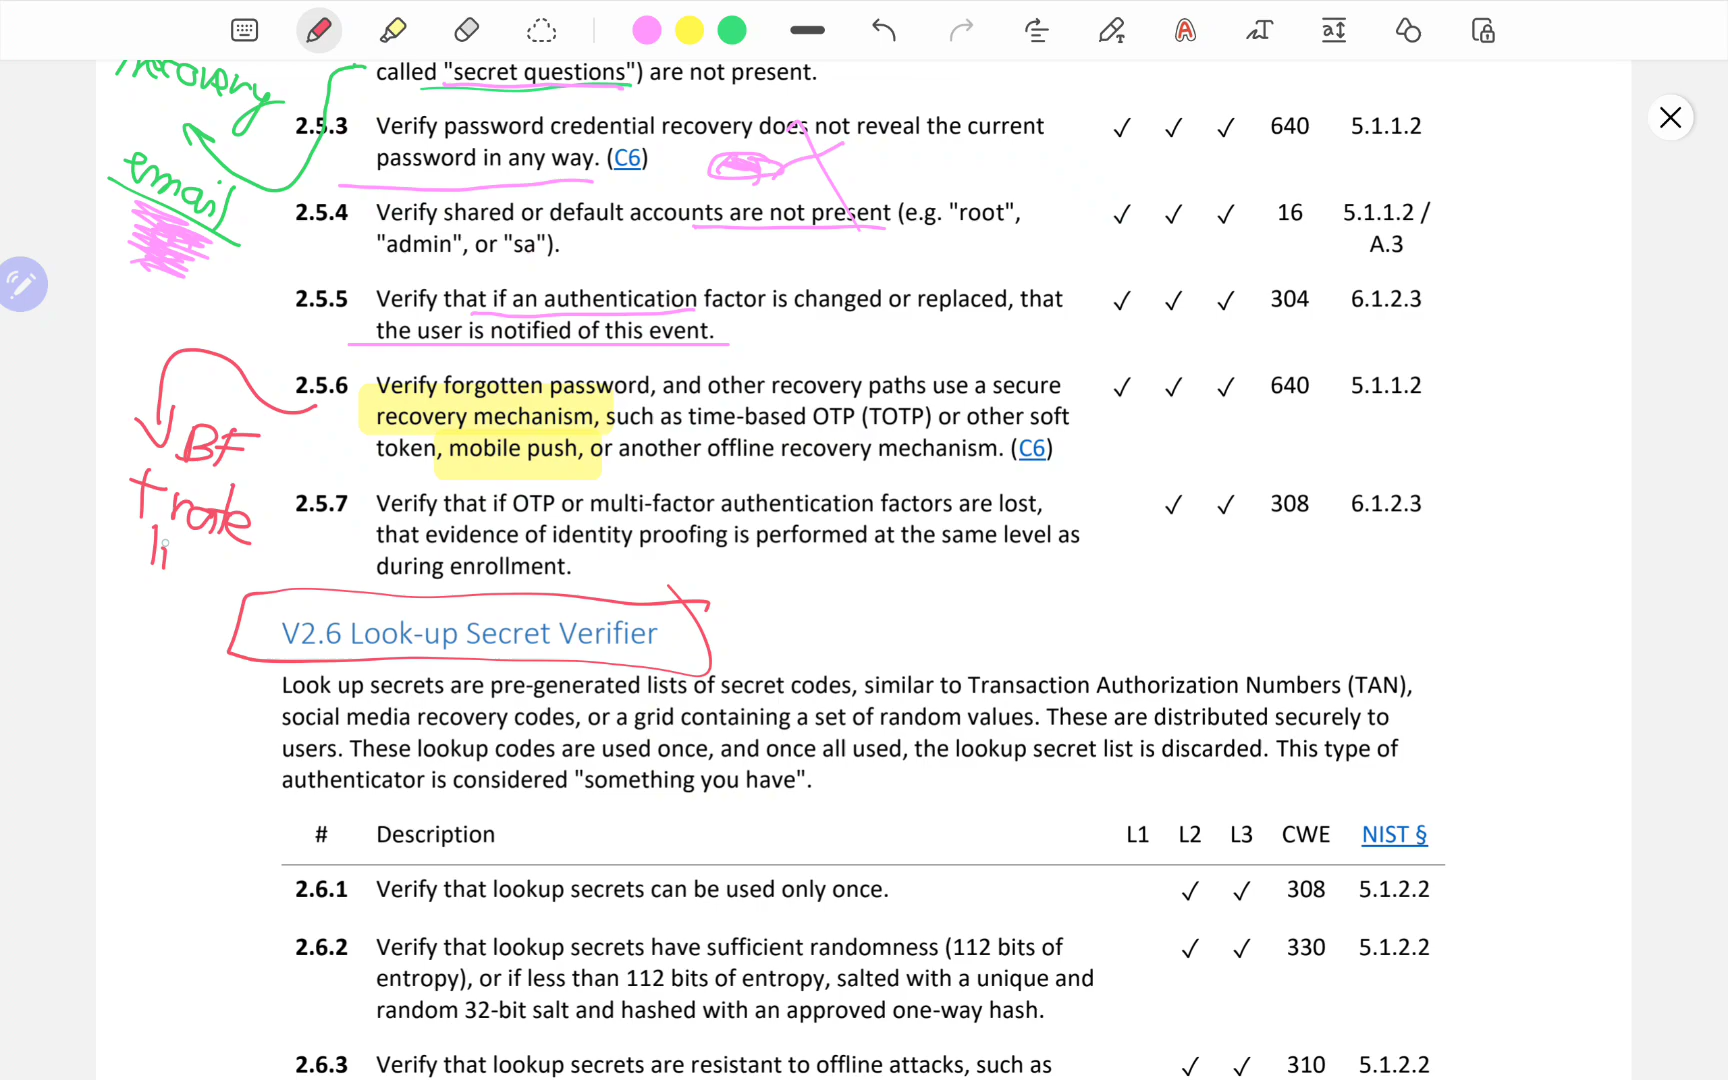 recovery
called "secret questions") are not present.
2.5.3 Verify password credential recovery does not reveal the current ✓ ✓ ✓ 640 5.1.1.2
password in any way. (C6)
email
2.5.4 Verify shared or default accounts are not present (e.g. "root", ✓ ✓ ✓ 16 5.1.1.2 /
"admin", or "sa"). A.3
2.5.5 Verify that if an authentication factor is changed or replaced, that ✓ ✓ ✓ 304 6.1.2.3
the user is notified of this event.
2.5.6 Verify forgotten password, and other recovery paths use a secure ✓ ✓ ✓ 640 5.1.1.2
recovery mechanism, such as time-based OTP (TOTP) or other soft
token, mobile push, or another offline recovery mechanism. (C6)
BF
+ rate
li
2.5.7 Verify that if OTP or multi-factor authentication factors are lost, ✓ ✓ 308 6.1.2.3
that evidence of identity proofing is performed at the same level as
during enrollment.
V2.6 Look-up Secret Verifier
Look up secrets are pre-generated lists of secret codes, similar to Transaction Authorization Numbers (TAN),
social media recovery codes, or a grid containing a set of random values. These are distributed securely to
users. These lookup codes are used once, and once all used, the lookup secret list is discarded. This type of
authenticator is considered "something you have".
# Description L1 L2 L3 CWE NIST §
2.6.1 Verify that lookup secrets can be used only once. ✓ ✓ 308 5.1.2.2
2.6.2 Verify that lookup secrets have sufficient randomness (112 bits of ✓ ✓ 330 5.1.2.2
entropy), or if less than 112 bits of entropy, salted with a unique and
random 32-bit salt and hashed with an approved one-way hash.
2.6.3 Verify that lookup secrets are resistant to offline attacks, such as ✓ ✓ 310 5.1.2.2